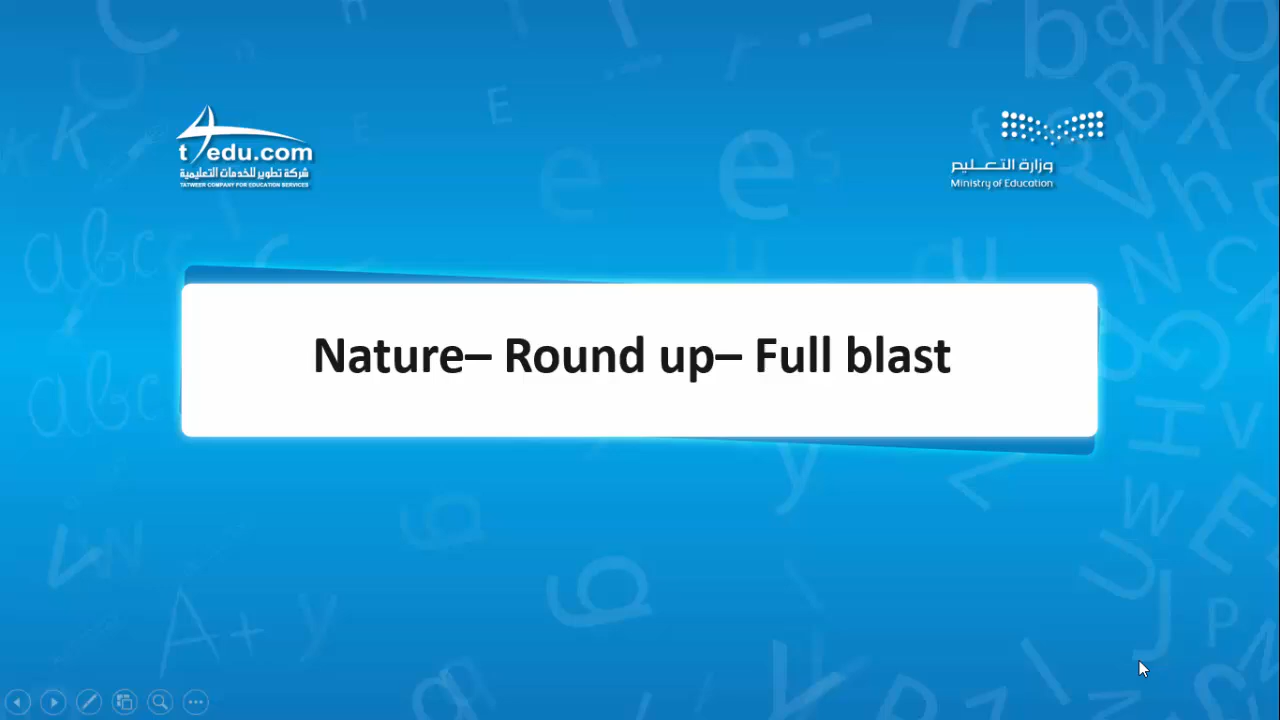 t4edu.com
شركة تطوير للخدمات التعليمية
TATWEER COMPANY FOR EDUCATION SERVICES
وزارة التعليم
Ministry of Education
Nature– Round up– Full blast